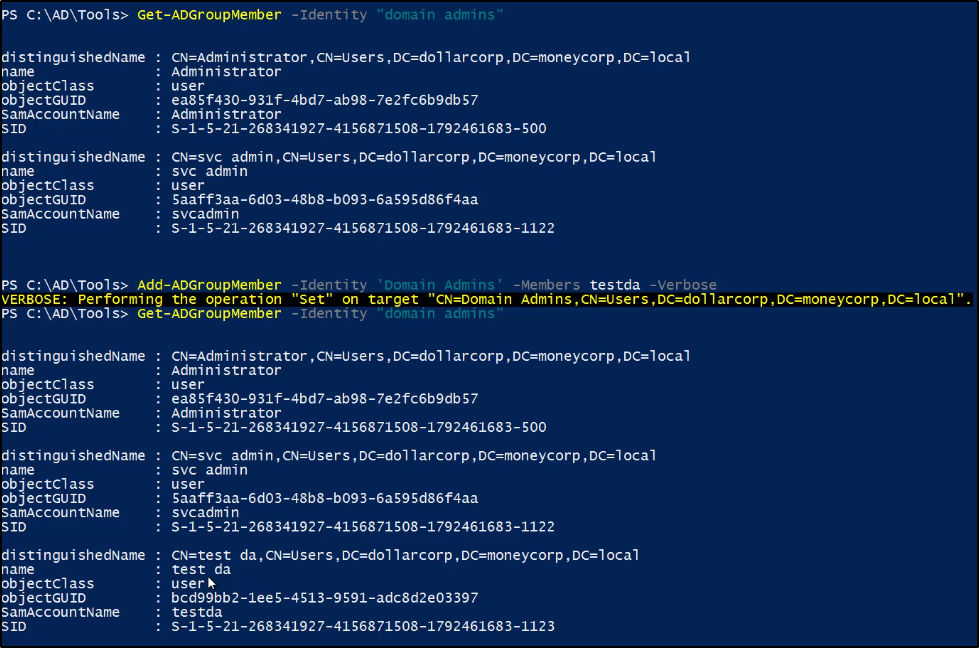 PS C:\AD\Tools> Get-ADGroupMember -Identity "domain admins"
distinguishedName : CN=Administrator,CN=Users,DC=dollarcorp,DC=moneycorp,DC=local
name : Administrator
objectClass : user
objectGUID : ea85f430-931f-4bd7-ab98-7e2fc6b9db57
SamAccountName : Administrator
SID : S-1-5-21-268341927-4156871508-1792461683-500
distinguishedName : CN=svc admin,CN=Users,DC=dollarcorp,DC=moneycorp,DC=local
name : svc admin
objectClass : user
objectGUID : 5aaff3aa-6d03-48b8-b093-6a595d86f4aa
SamAccountName : svcadmin
SID : S-1-5-21-268341927-4156871508-1792461683-1122
PS C:\AD\Tools> Add-ADGroupMember -Identity 'Domain Admins' -Members testda -Verbose
VERBOSE: Performing the operation "Set" on target "CN=Domain Admins,CN=Users,DC=dollarcorp,DC=moneycorp,DC=local".
PS C:\AD\Tools> Get-ADGroupMember -Identity "domain admins"
distinguishedName : CN=Administrator,CN=Users,DC=dollarcorp,DC=moneycorp,DC=local
name : Administrator
objectClass : user
objectGUID : ea85f430-931f-4bd7-ab98-7e2fc6b9db57
SamAccountName : Administrator
SID : S-1-5-21-268341927-4156871508-1792461683-500
distinguishedName : CN=svc admin,CN=Users,DC=dollarcorp,DC=moneycorp,DC=local
name : svc admin
objectClass : user
objectGUID : 5aaff3aa-6d03-48b8-b093-6a595d86f4aa
SamAccountName : svcadmin
SID : S-1-5-21-268341927-4156871508-1792461683-1122
distinguishedName : CN=test da,CN=Users,DC=dollarcorp,DC=moneycorp,DC=local
name : test da
objectClass : user
objectGUID : bcd99bb2-1ee5-4513-9591-adc8d2e03397
SamAccountName : testda
SID : S-1-5-21-268341927-4156871508-1792461683-1123